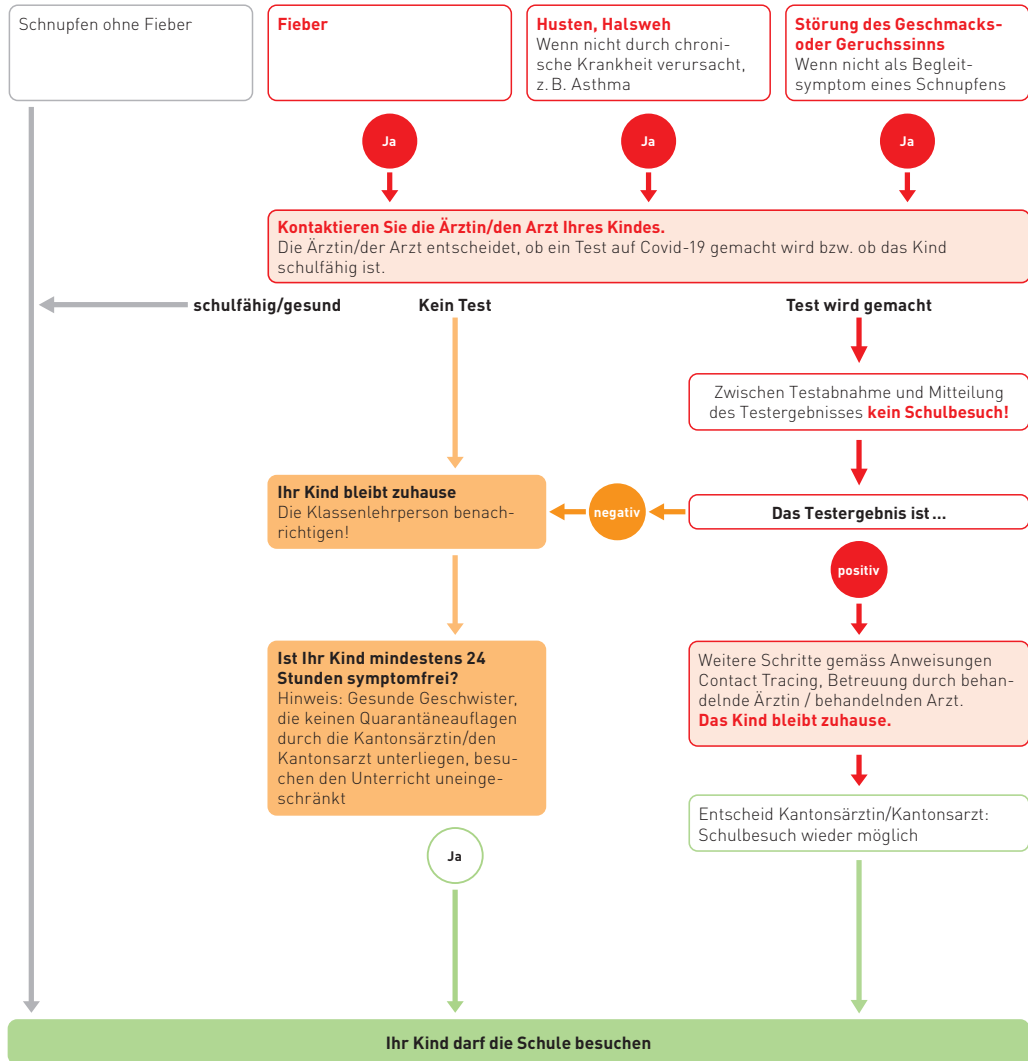 Schnupfen ohne Fieber
Fieber
Husten, Halsweh
Wenn nicht durch chroni-
sche Krankheit verursacht,
z. B. Asthma
Störung des Geschmacks-
oder Geruchssinns
Wenn nicht als Begleit-
symptom eines Schnupfens
Ja
Ja
Ja
Kontaktieren Sie die Ärztin/den Arzt Ihres Kindes.
Die Ärztin/der Arzt entscheidet, ob ein Test auf Covid-19 gemacht wird bzw. ob das Kind
schulfähig ist.
schulfähig/gesund
Kein Test
Test wird gemacht
Zwischen Testabnahme und Mitteilung
des Testergebnisses kein Schulbesuch!
Ihr Kind bleibt zuhause
Die Klassenlehrperson benach-
richtigen!
negativ
Das Testergebnis ist ...
positiv
Ist Ihr Kind mindestens 24
Stunden symptomfrei?
Hinweis: Gesunde Geschwister,
die keinen Quarantäneauflagen
durch die Kantonsärztin/den
Kantonsarzt unterliegen, besu-
chen den Unterricht uneinge-
schränkt
Weitere Schritte gemäss Anweisungen
Contact Tracing, Betreuung durch behan-
delnde Ärztin / behandelnden Arzt.
Das Kind bleibt zuhause.
Entscheid Kantonsärztin/Kantonsarzt:
Schulbesuch wieder möglich
Ja
Ihr Kind darf die Schule besuchen